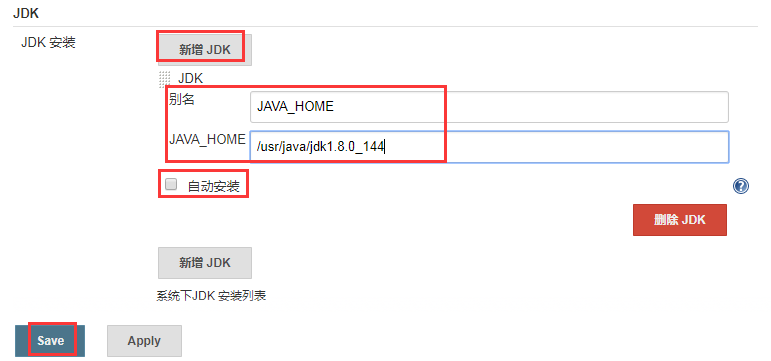 JDK
JDK 安装
新增 JDK
JDK
别名
JAVA_HOME
JAVA_HOME
/usr/java/jdk1.8.0_144
自动安装
?
删除 JDK
新增 JDK
系统下JDK 安装列表
Save
Apply